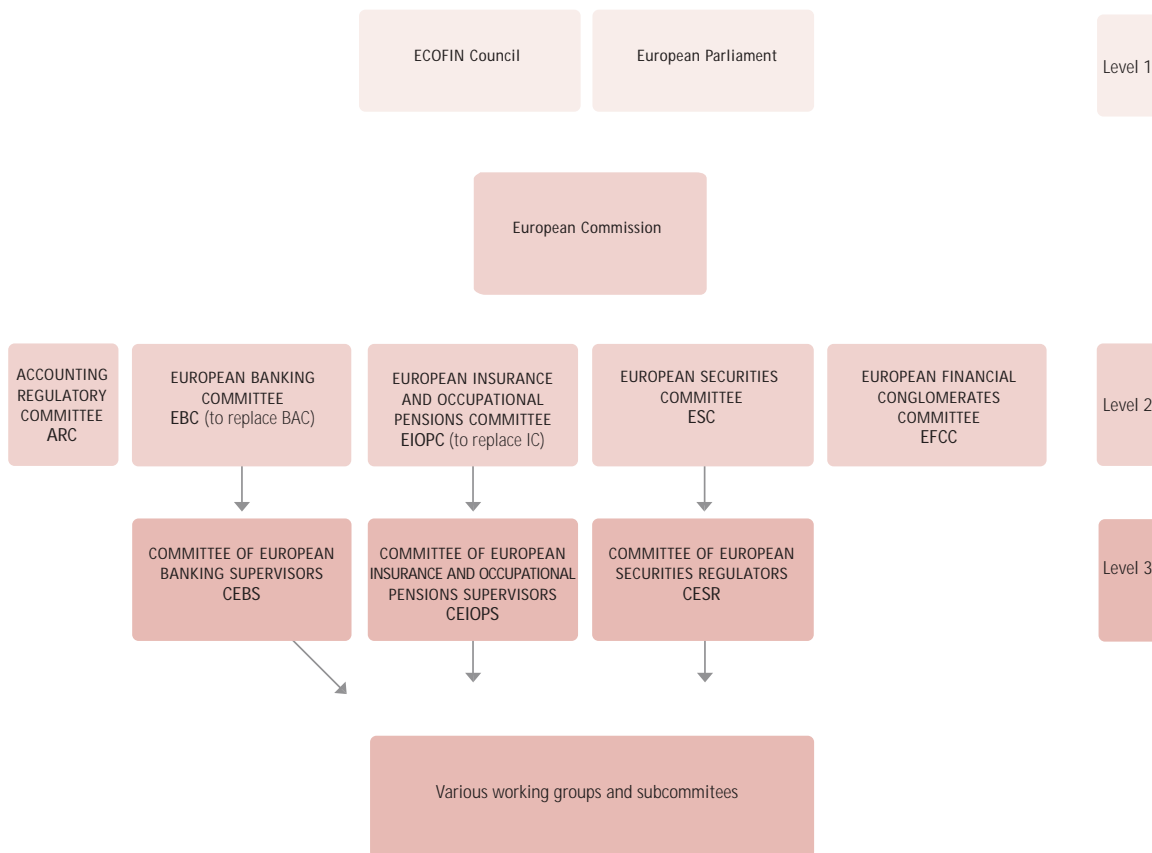 ECOFIN Council
European Parliament
Level 1
European Commission
ACCOUNTING
REGULATORY
COMMITTEE
ARC
EUROPEAN BANKING
COMMITTEE
EBC (to replace BAC)
EUROPEAN INSURANCE
AND OCCUPATIONAL
PENSIONS COMMITTEE
EIOPC (to replace IC)
EUROPEAN SECURITIES
COMMITTEE
ESC
EUROPEAN FINANCIAL
CONGLOMERATES
COMMITTEE
EFCC
Level 2
COMMITTEE OF EUROPEAN
BANKING SUPERVISORS
CEBS
COMMITTEE OF EUROPEAN
INSURANCE AND OCCUPATIONAL
PENSIONS SUPERVISORS
CEIOPS
COMMITTEE OF EUROPEAN
SECURITIES REGULATORS
CESR
Level 3
Various working groups and subcommitees